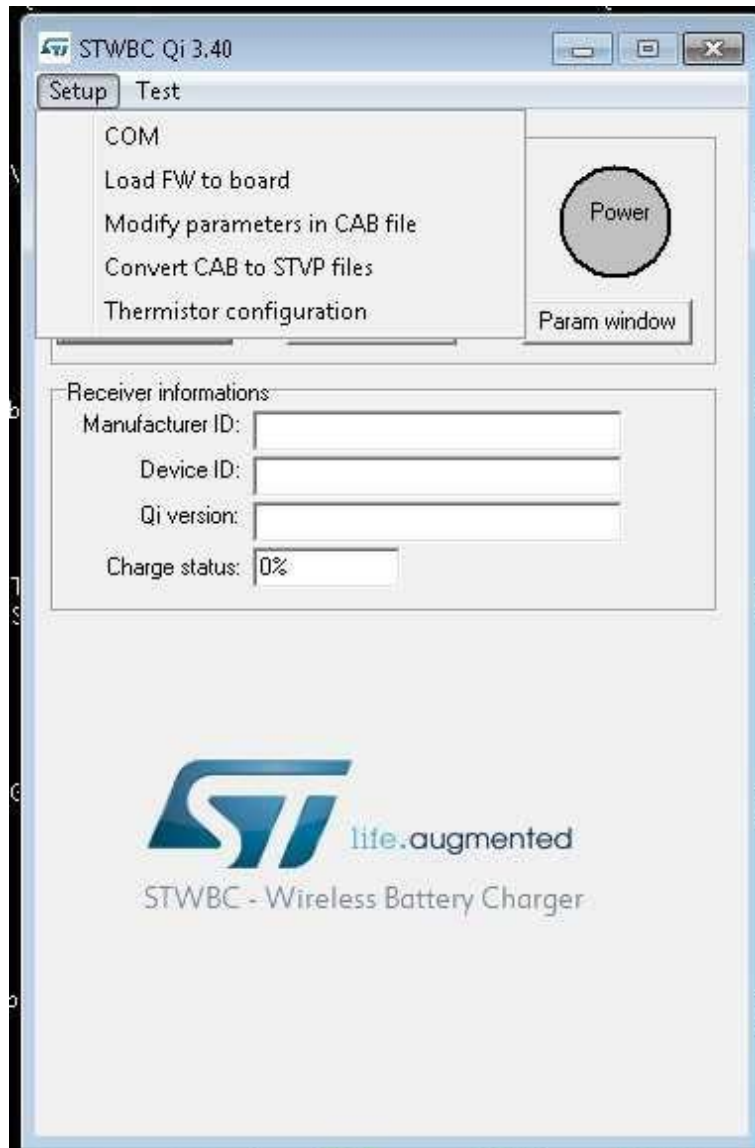 STWBC Qi 3.40
Setup Test
COM
Load FW to board
Modify parameters in CAB file
Convert CAB to STVP files
Thermistor configuration
Power
Param window
Receiver informations
Manufacturer ID:
Device ID:
Qi version:
Charge status: 0%
ST
life.augmented
STWBC - Wireless Battery Charger